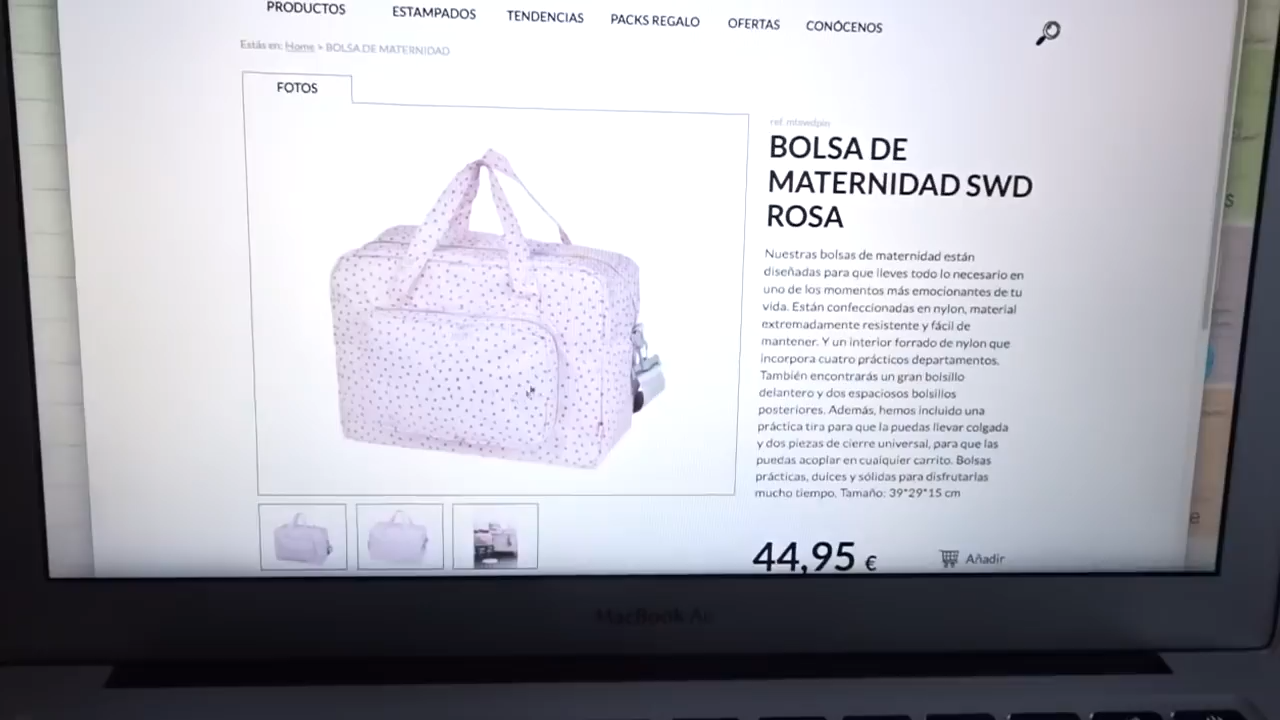 PRODUCTOS
ESTAMPADOS
TENDENCIAS
PACKS REGALO
OFERTAS
CONÓCENOS
Estás en: Home > BOLSA DE MATERNIDAD
FOTOS
BOLSA DE
MATERNIDAD SWD
ROSA
Nuestras bolsas de maternidad están
diseñadas para que lleves todo lo necesario en
uno de los momentos más emocionantes de tu
vida. Están confeccionadas en nylon, material
extremadamente resistente y fácil de
mantener. Y un interior forrado de nylon que
incorpora cuatro prácticos departamentos.
También encontrarás un gran bolsillo
delantero y dos espaciosos bolsillos
posteriores. Además, hemos incluido una
práctica tira para que la puedas llevar colgada
y dos piezas de cierre universal, para que las
puedas acoplar en cualquier carrito. Bolsas
prácticas, dulces y sólidas para disfrutarlas
mucho tiempo. Tamaño: 39*29*15 cm
44,95 €
Añadir
MacBook Air